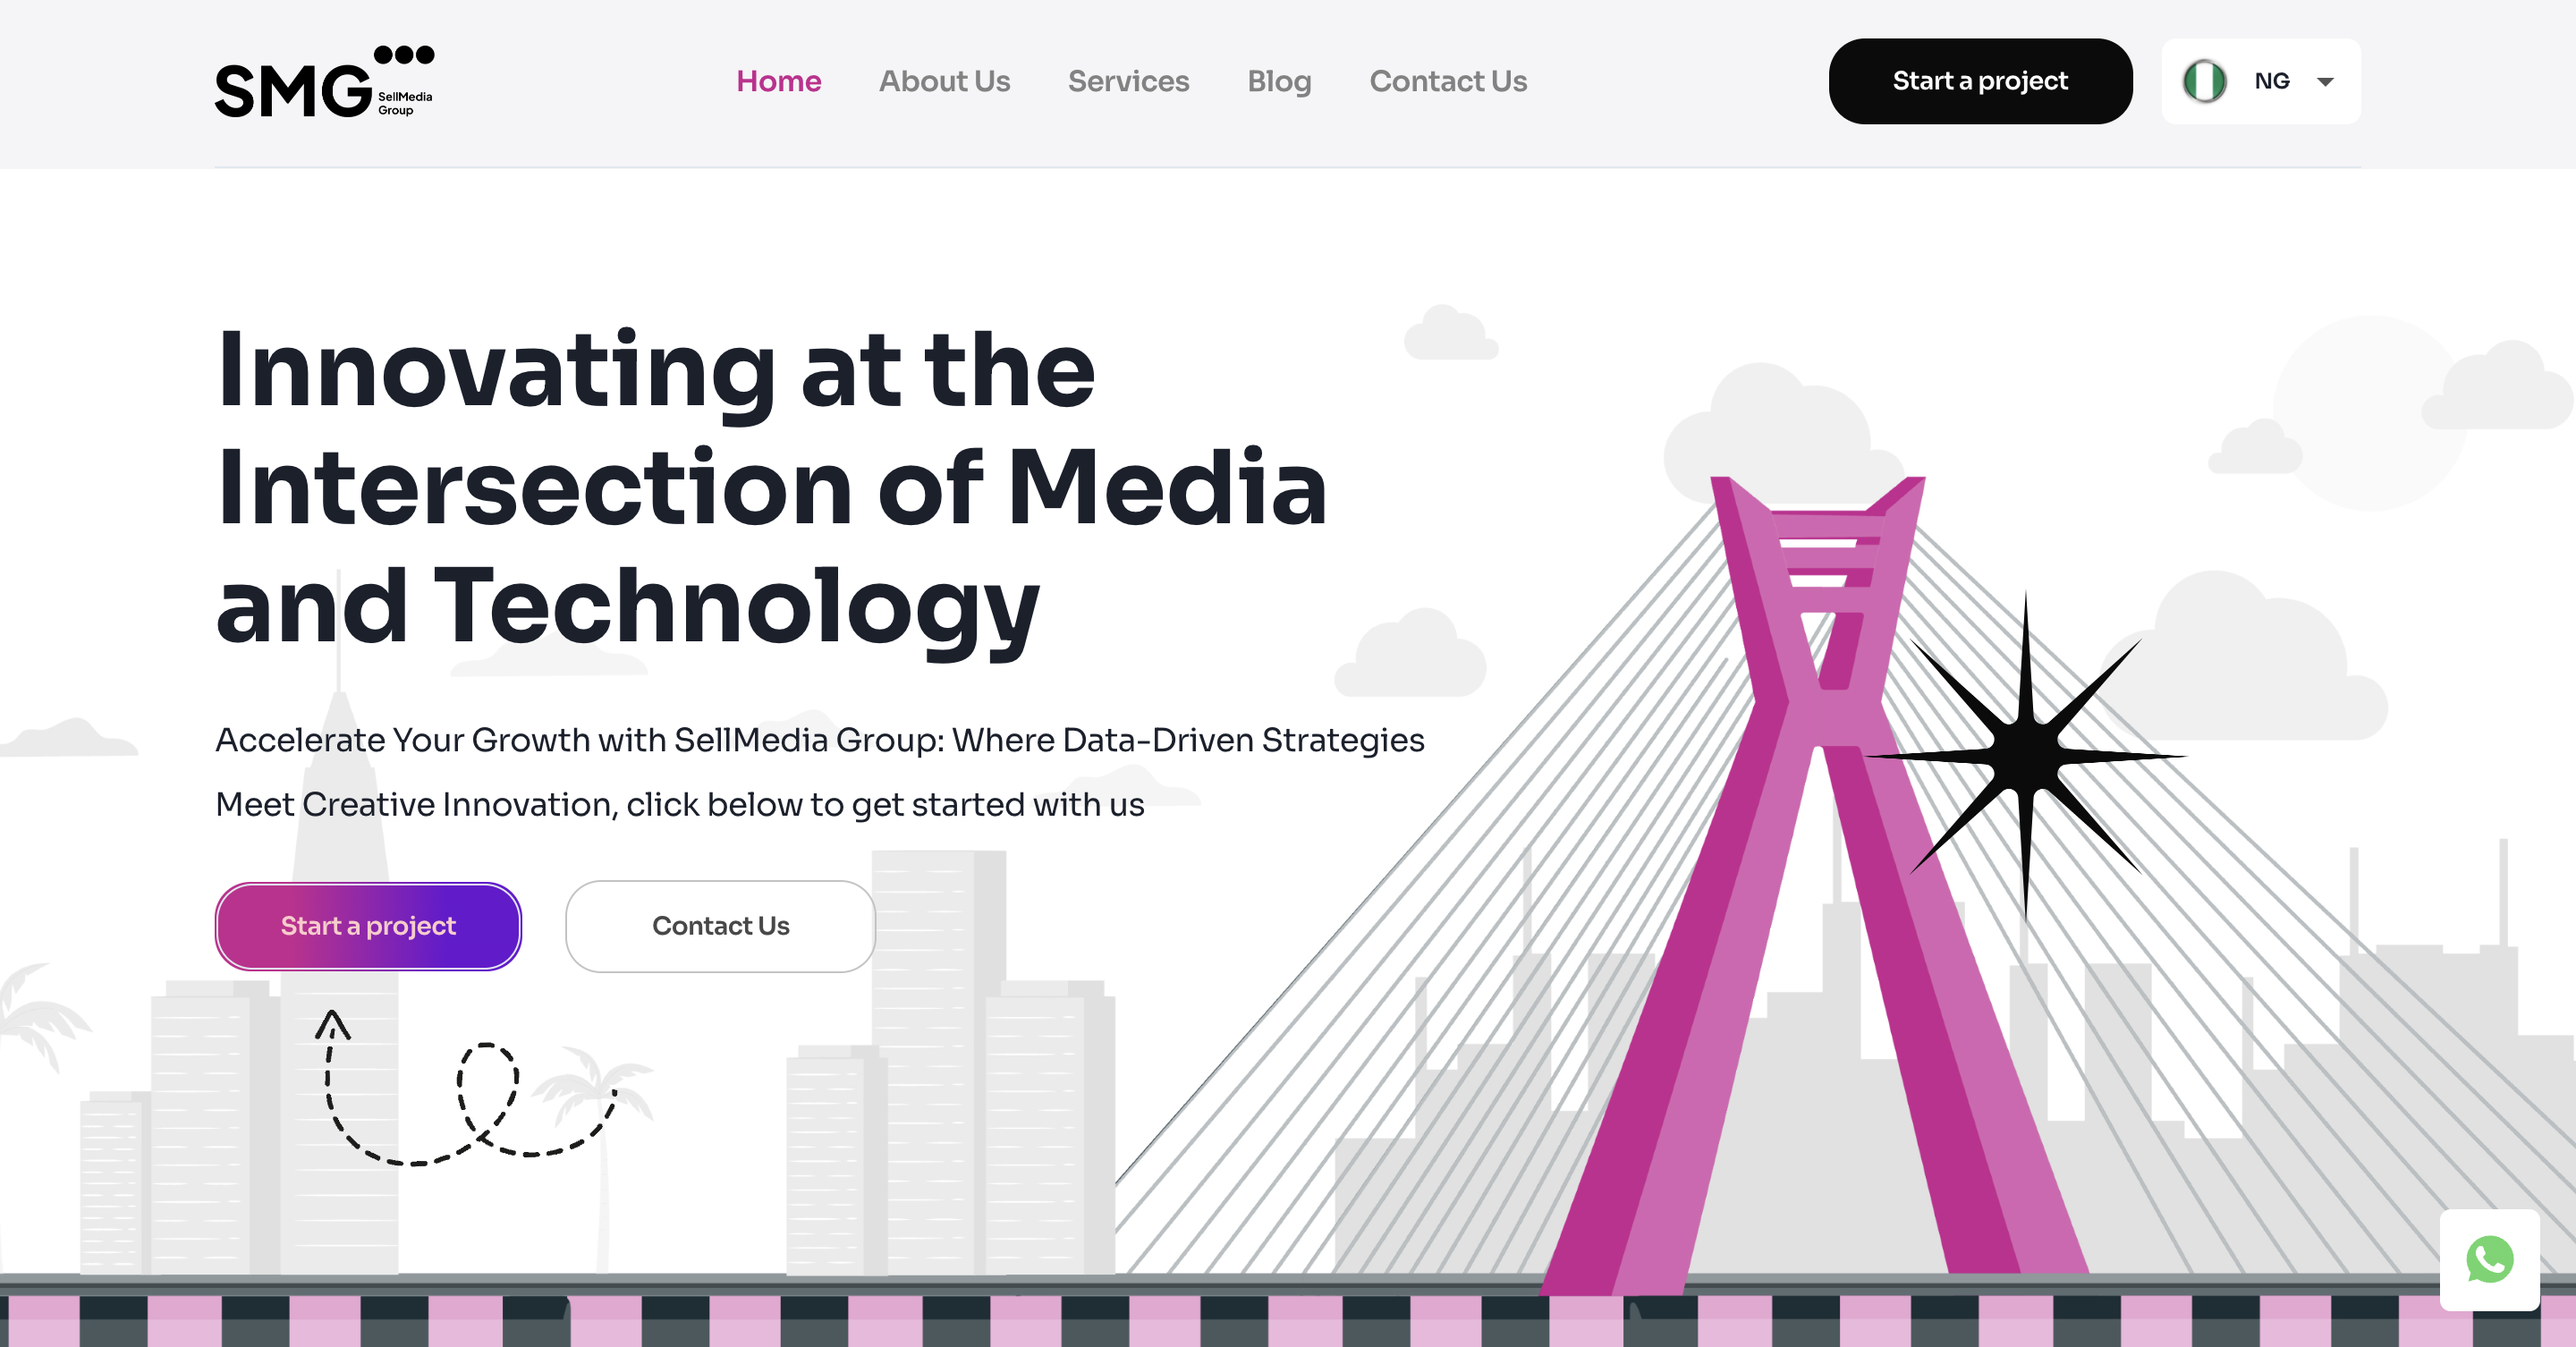 SMG SellMedia
Group
Home About Us Services Blog Contact Us
Start a project
NG
Innovating at the
Intersection of Media
and Technology
Accelerate Your Growth with SellMedia Group: Where Data-Driven Strategies
Meet Creative Innovation, click below to get started with us
Start a project
Contact Us